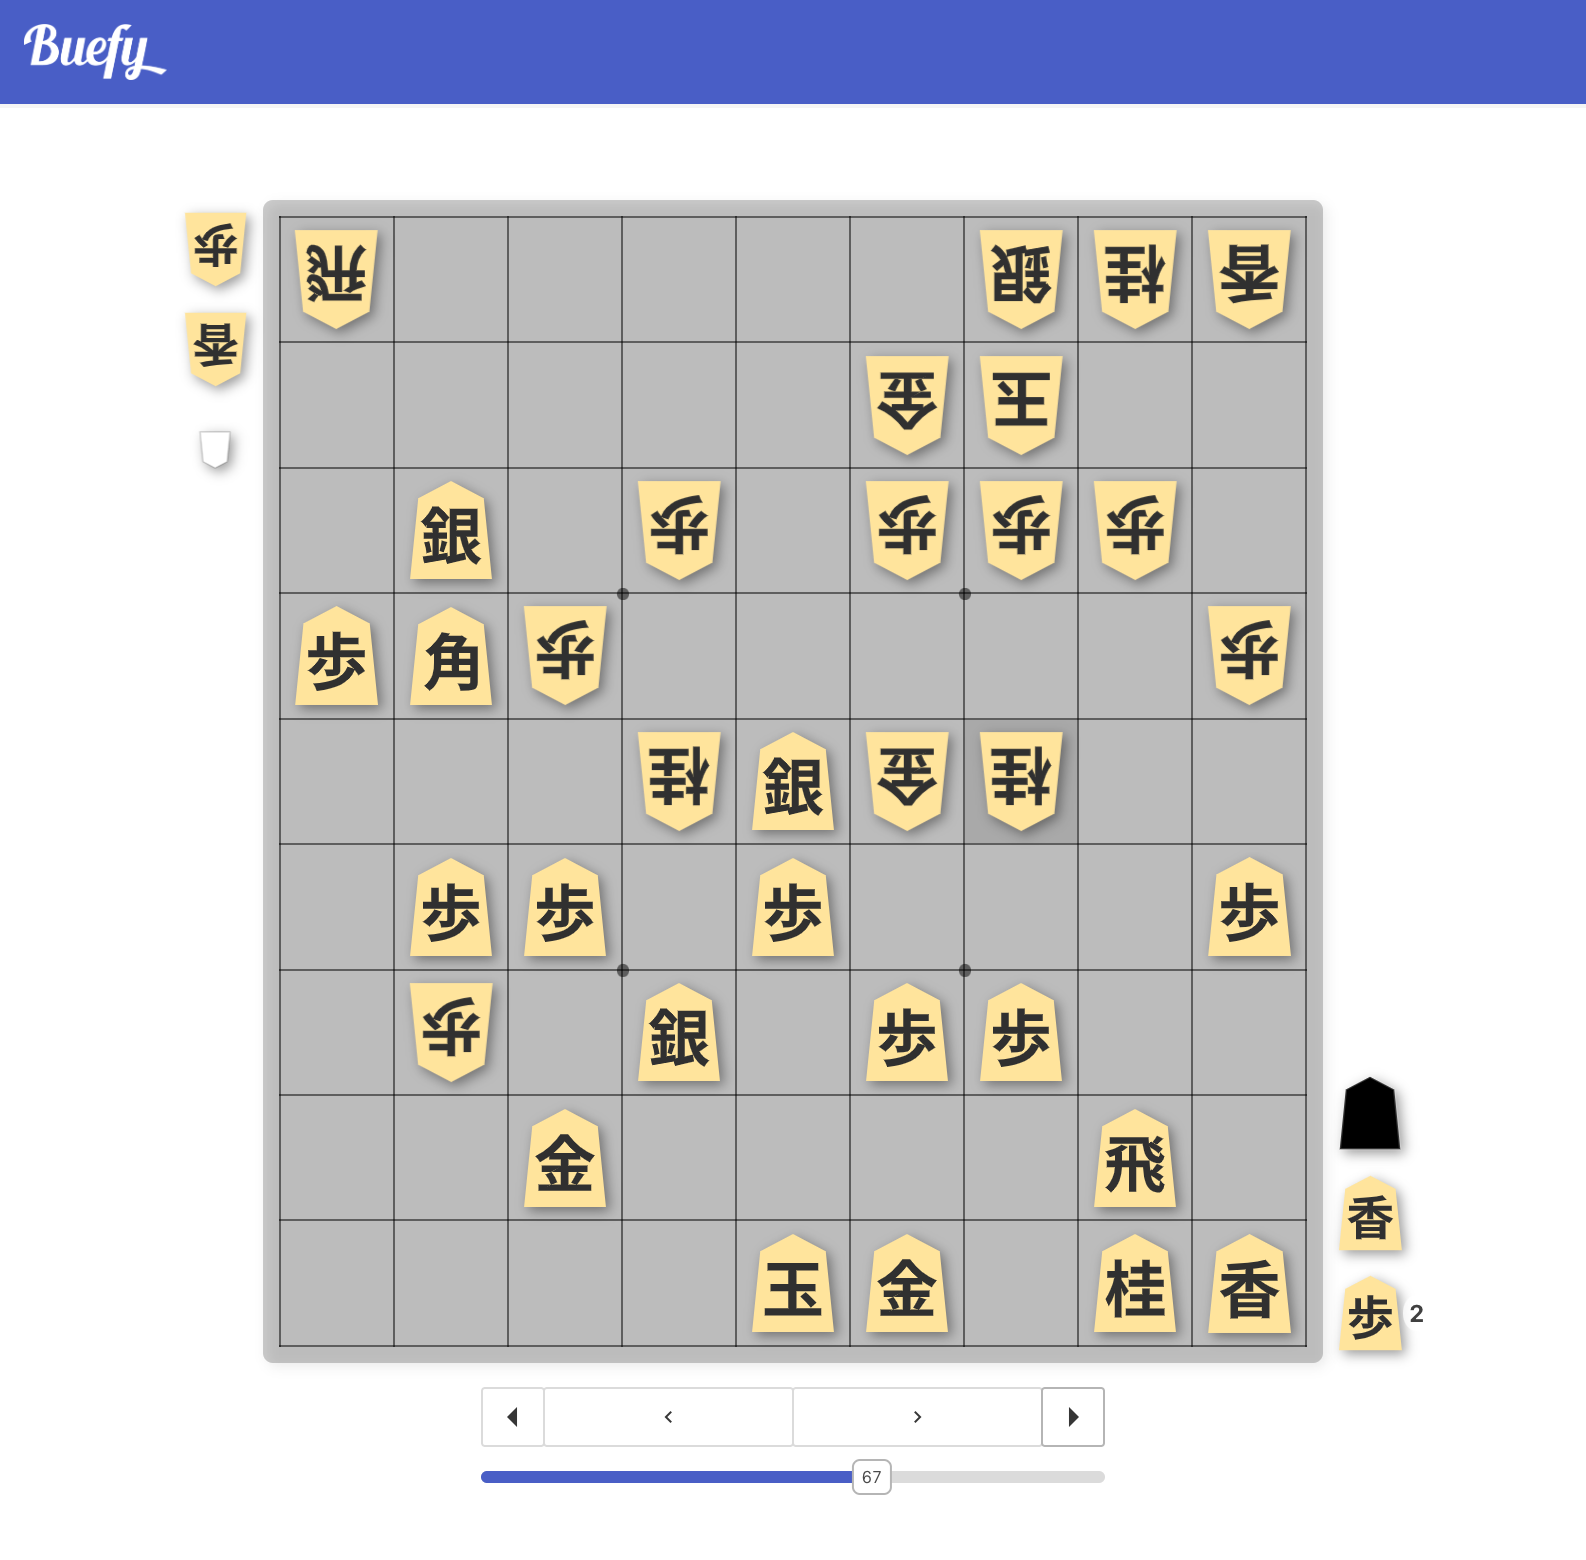 Buefy
歩
香
飛 銀 桂 香
金 玉
銀 歩 歩 歩 歩
歩 角 歩 歩
桂 銀 金 桂
歩 歩 歩 歩
歩 銀 歩 歩
金 飛
玉 金 桂 香
香
歩 2
67